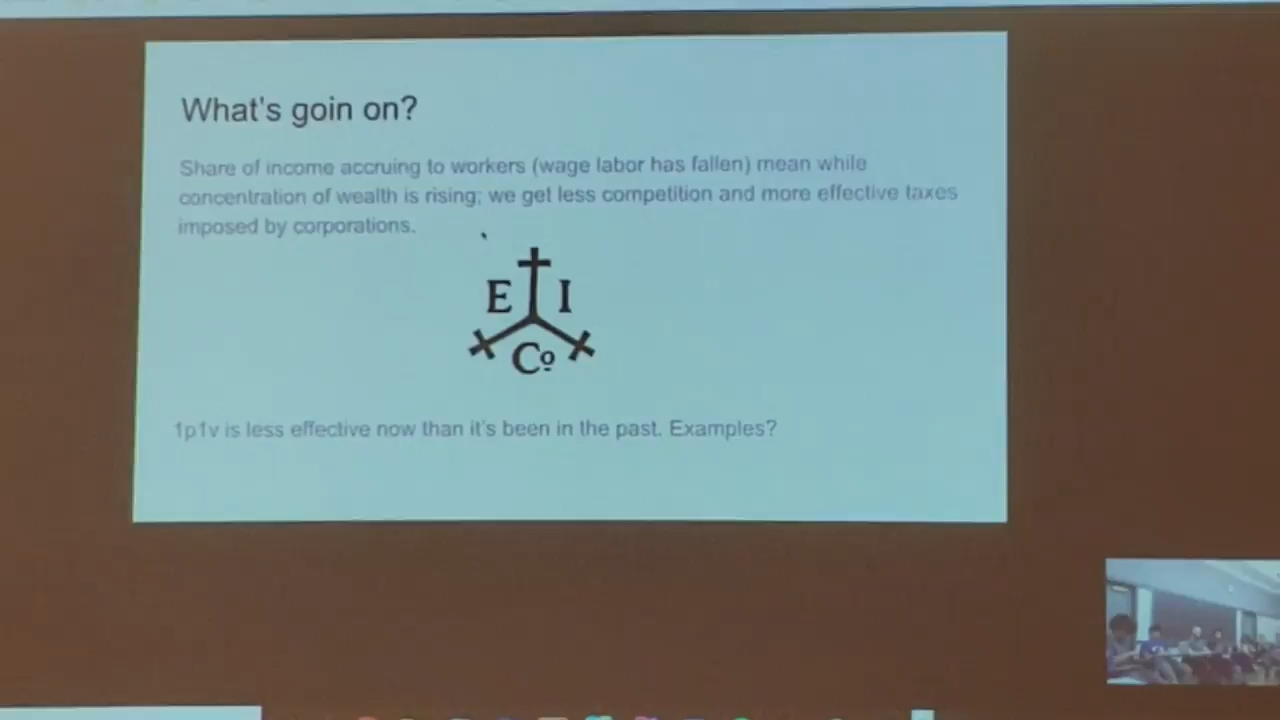 What's goin on?
Share of income accruing to workers (wage labor has fallen) mean while
concentration of wealth is rising; we get less competition and more effective taxes
imposed by corporations.
E I
Cº
1p1v is less effective now than it's been in the past. Examples?